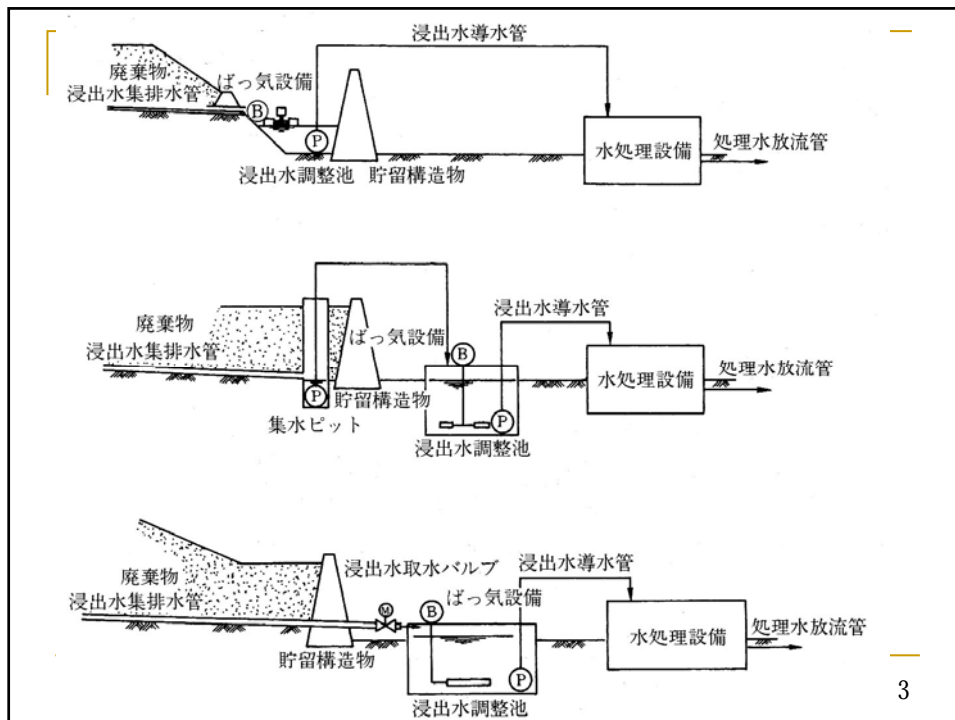 浸出水導水管
廃棄物
ばっ気設備
浸出水集排水管
B
P
水処理設備
処理水放流管
浸出水調整池
貯留構造物
浸出水導水管
廃棄物
ばっ気設備
浸出水集排水管
B
水処理設備
処理水放流管
P
貯留構造物
P
集水ピット
浸出水調整池
浸出水取水バルブ
浸出水導水管
廃棄物
ばっ気設備
浸出水集排水管
M
B
水処理設備
処理水放流管
貯留構造物
P
浸出水調整池
3